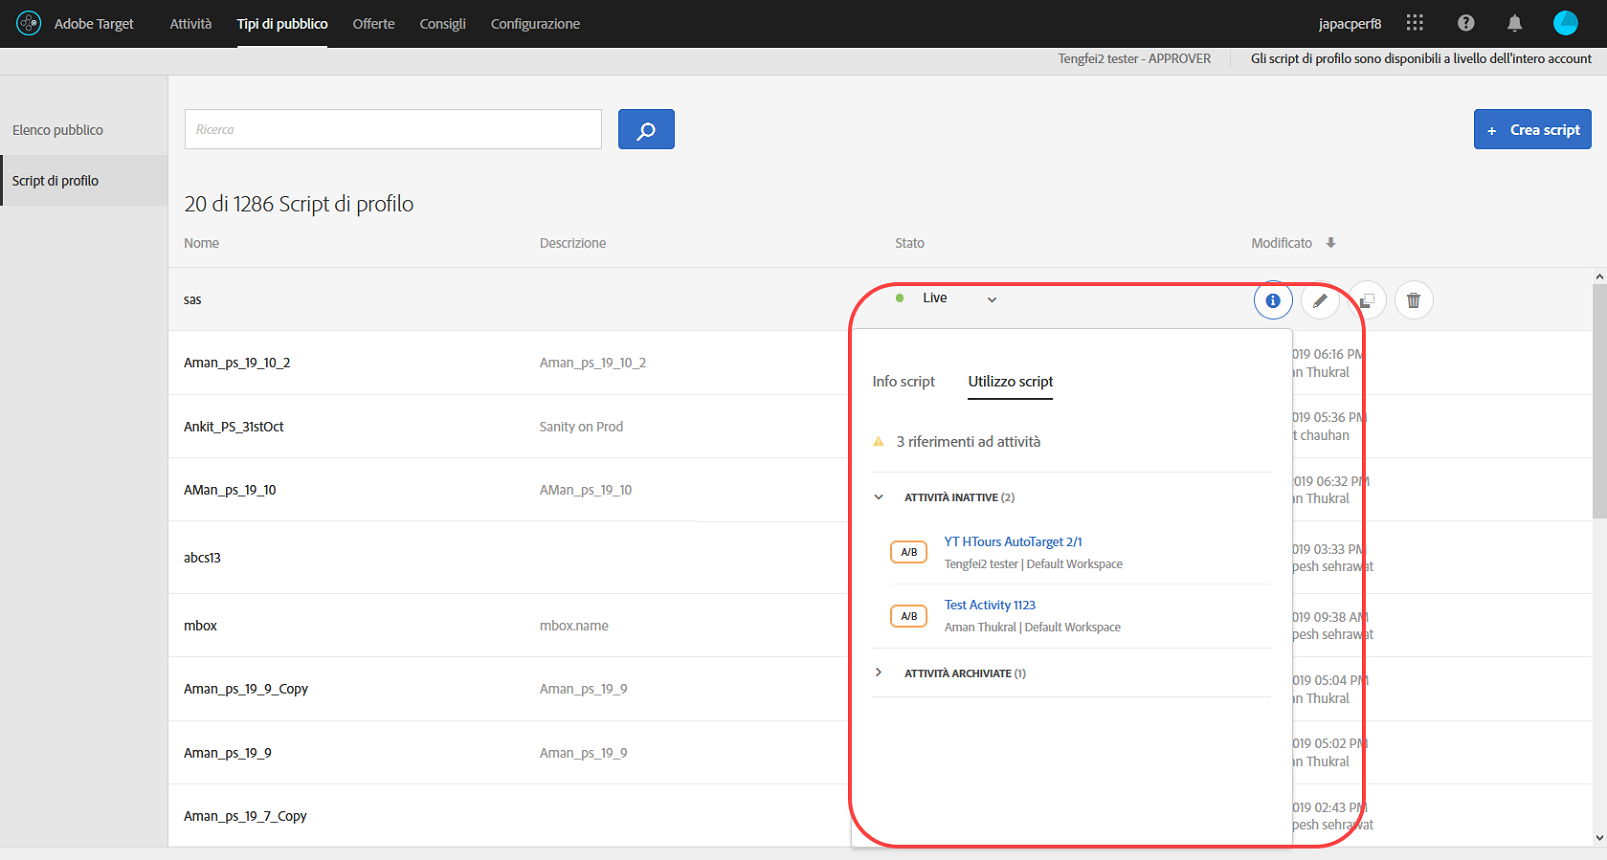 Adobe Target Attività Tipi di pubblico Offerte Consigli Configurazione japacperf8
Tengfei2 tester - APPROVER Gli script di profilo sono disponibili a livello dell'intero account
Elenco pubblico
Script di profilo
Ricerca
+ Crea script
20 di 1286 Script di profilo
Nome Descrizione Stato Modificato
sas Live
Aman_ps_19_10_2 Aman_ps_19_10_2
019 06:16 PM
Thukral
Ankit_PS_31stOct Sanity on Prod
019 05:36 PM
t chauhan
AMan_ps_19_10 AMan_ps_19_10
019 06:32 PM
Thukral
abcs13
019 03:33 PM
pesh sehrawat
mbox mbox.name
019 09:38 AM
pesh sehrawat
Aman_ps_19_9_Copy Aman_ps_19_9
019 05:04 PM
Thukral
Aman_ps_19_9 Aman_ps_19_9
019 05:02 PM
Thukral
Aman_ps_19_7_Copy
019 02:43 PM
pesh sehrawat
Info script Utilizzo script
3 riferimenti ad attività
ATTIVITÀ INATTIVE (2)
A/B YT HTours AutoTarget 2/1
Tengfei2 tester | Default Workspace
A/B Test Activity 1123
Aman Thukral | Default Workspace
ATTIVITÀ ARCHIVIATE (1)